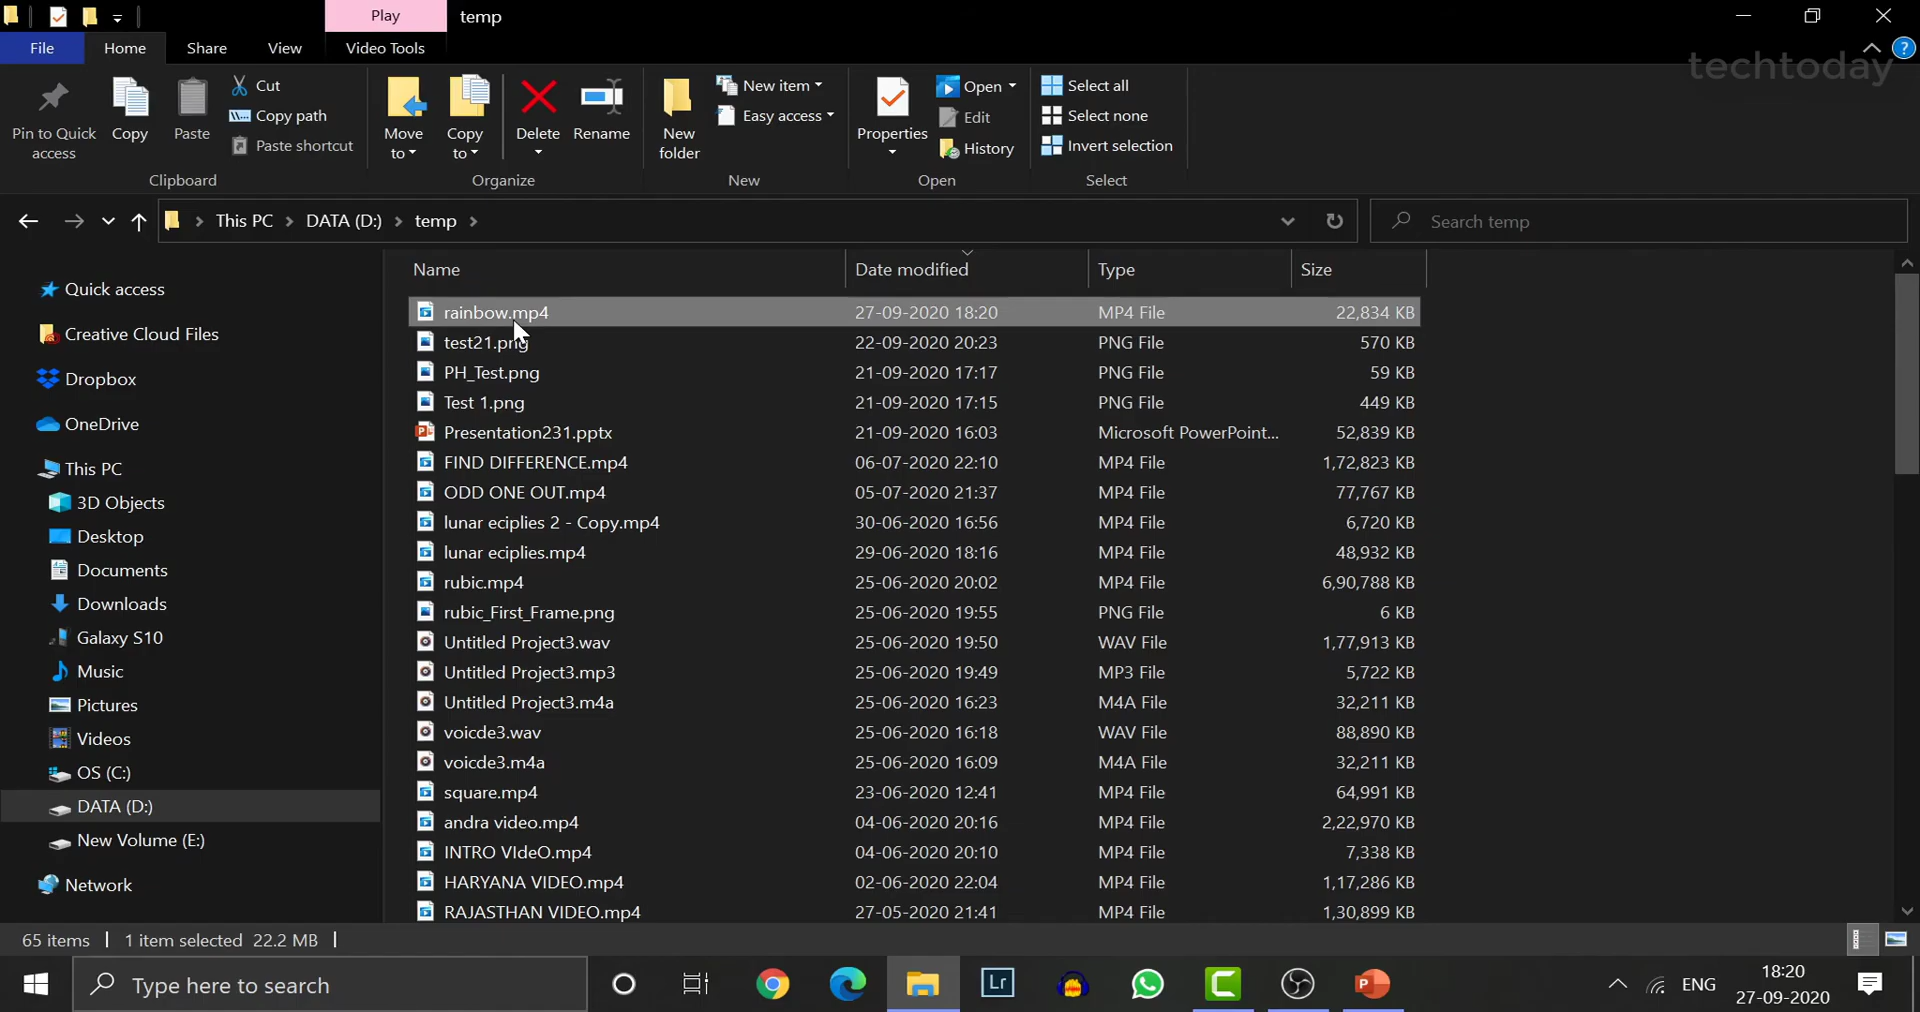 Play temp
File Home Share View Video Tools
techtoday
Pin to Quick access
Copy
Paste
Cut
Copy path
Paste shortcut
Clipboard
Move to
Copy to
Delete
Rename
Organize
New folder
New item
Easy access
New
Properties
Open
Edit
History
Open
Select all
Select none
Invert selection
Select
This PC DATA (D:) temp
Search temp
Quick access
Creative Cloud Files
Dropbox
OneDrive
This PC
3D Objects
Desktop
Documents
Downloads
Galaxy S10
Music
Pictures
Videos
OS (C:)
DATA (D:)
New Volume (E:)
Network
Name Date modified Type Size
rainbow.mp4 27-09-2020 18:20 MP4 File 22,834 KB
test21.png 22-09-2020 20:23 PNG File 570 KB
PH_Test.png 21-09-2020 17:17 PNG File 59 KB
Test 1.png 21-09-2020 17:15 PNG File 449 KB
Presentation231.pptx 21-09-2020 16:03 Microsoft PowerPoint... 52,839 KB
FIND DIFFERENCE.mp4 06-07-2020 22:10 MP4 File 1,72,823 KB
ODD ONE OUT.mp4 05-07-2020 21:37 MP4 File 77,767 KB
lunar eciplies 2 - Copy.mp4 30-06-2020 16:56 MP4 File 6,720 KB
lunar eciplies.mp4 29-06-2020 18:16 MP4 File 48,932 KB
rubic.mp4 25-06-2020 20:02 MP4 File 6,90,788 KB
rubic_First_Frame.png 25-06-2020 19:55 PNG File 6 KB
Untitled Project3.wav 25-06-2020 19:50 WAV File 1,77,913 KB
Untitled Project3.mp3 25-06-2020 19:49 MP3 File 5,722 KB
Untitled Project3.m4a 25-06-2020 16:23 M4A File 32,211 KB
voicde3.wav 25-06-2020 16:18 WAV File 88,890 KB
voicde3.m4a 25-06-2020 16:09 M4A File 32,211 KB
square.mp4 23-06-2020 12:41 MP4 File 64,991 KB
andra video.mp4 04-06-2020 20:16 MP4 File 2,22,970 KB
INTRO VIdeO.mp4 04-06-2020 20:10 MP4 File 7,338 KB
HARYANA VIDEO.mp4 02-06-2020 22:04 MP4 File 1,17,286 KB
RAJASTHAN VIDEO.mp4 27-05-2020 21:41 MP4 File 1,30,899 KB
65 items 1 item selected 22.2 MB
Type here to search
Lr
ENG
18:20
27-09-2020